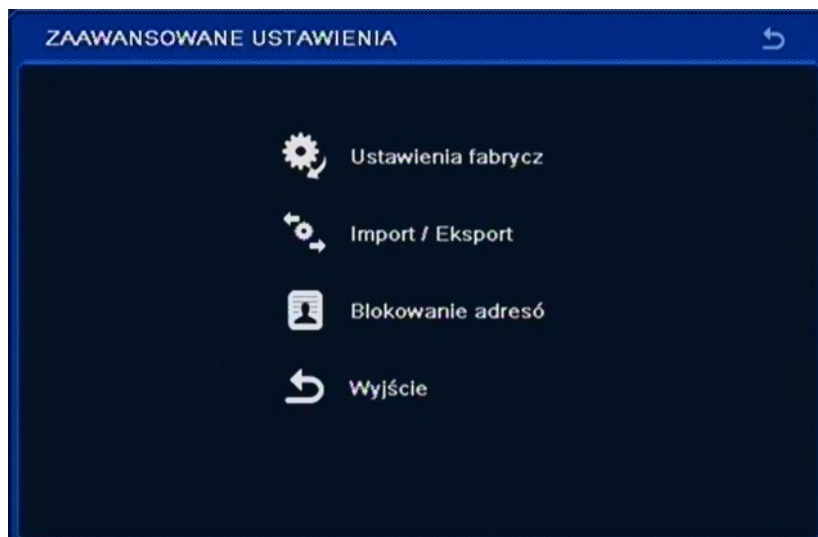 ZAAWANSOWANE USTAWIENIA
Ustawienia fabrycz
Import / Eksport
Blokowanie adresó
Wyjście